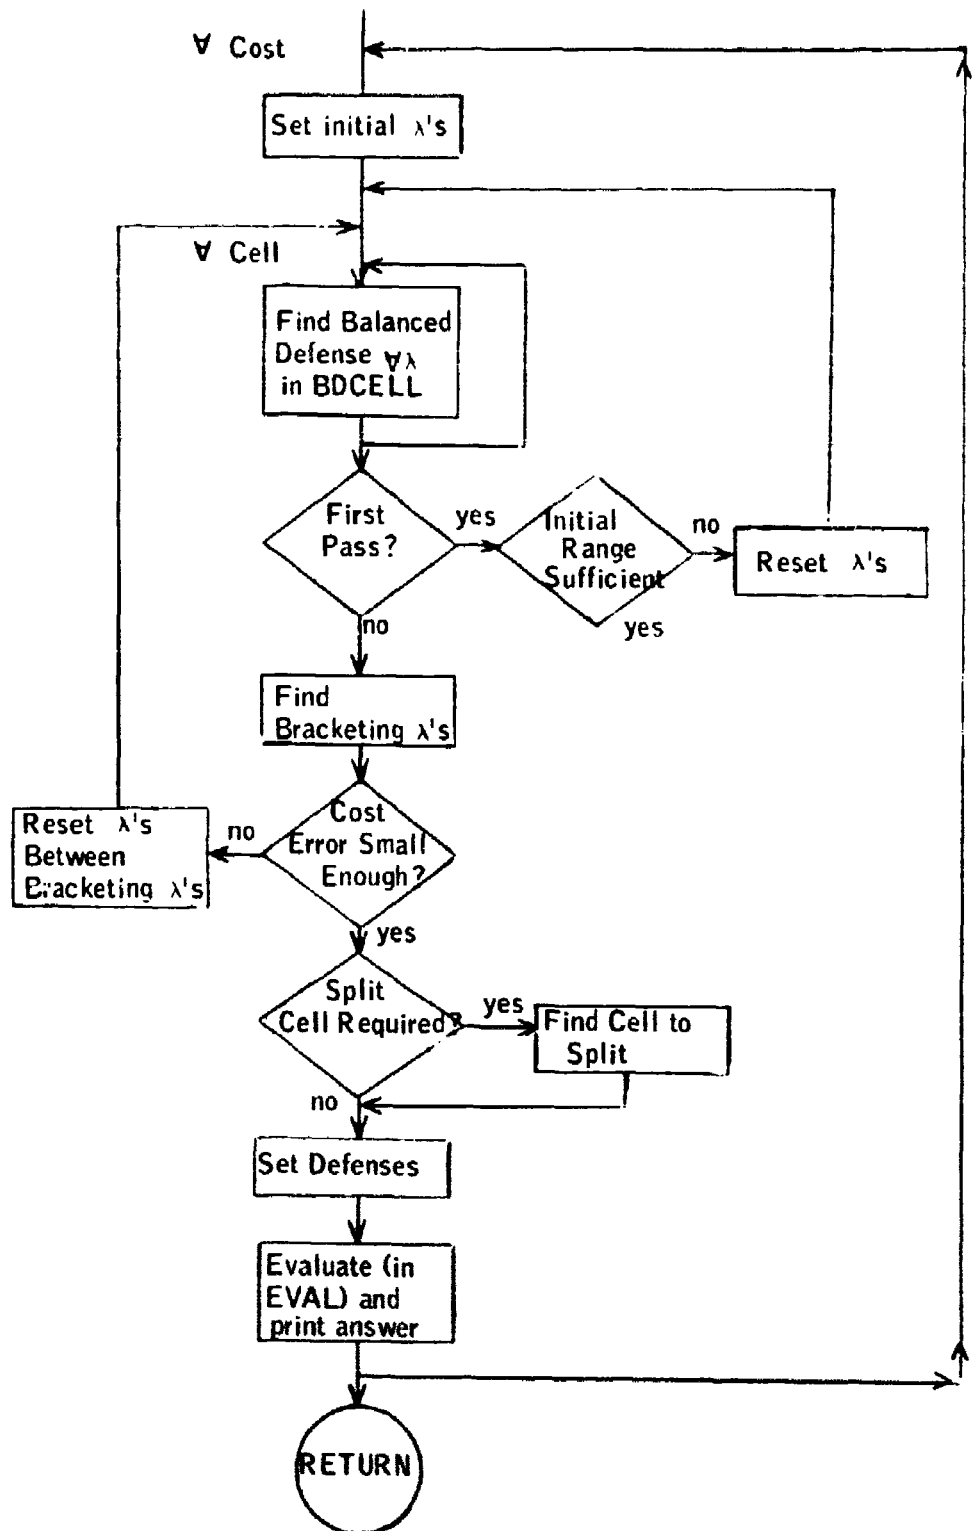 ∀ Cost
Set initial λ's
∀ Cell
Find Balanced
Defense ∀λ
in BDCELL
First
Pass?
yes
Initial
Range
Sufficient
no
Reset λ's
yes
no
Find
Bracketing λ's
Cost
Error Small
Enough?
no
Reset λ's
Between
Bracketing λ's
yes
Split
Cell Required?
yes
Find Cell to
Split
no
Set Defenses
Evaluate (in
EVAL) and
print answer
RETURN